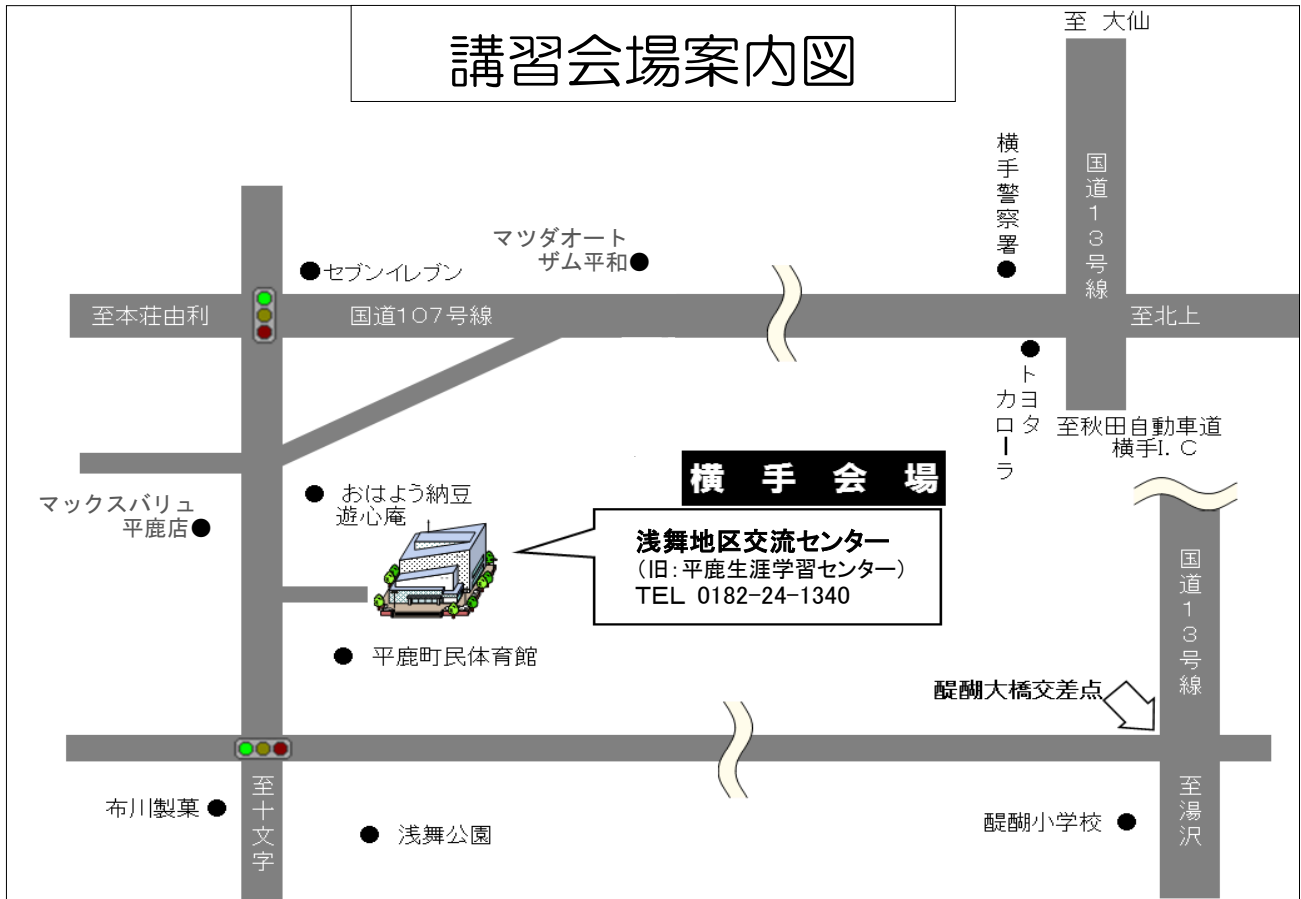 講習会場案内図
至 大仙
横手警察署
国道13号線
マツダオート
ザム平和
セブンイレブン
至本荘由利
国道107号線
至北上
トヨタ
カローラ
至秋田自動車道
横手I.C
横手会場
おはよう納豆
遊心庵
マックスバリュ
平鹿店
浅舞地区交流センター
(旧:平鹿生涯学習センター)
TEL 0182-24-1340
国道13号線
平鹿町民体育館
醍醐大橋交差点
至十文字
布川製菓
浅舞公園
醍醐小学校
至湯沢